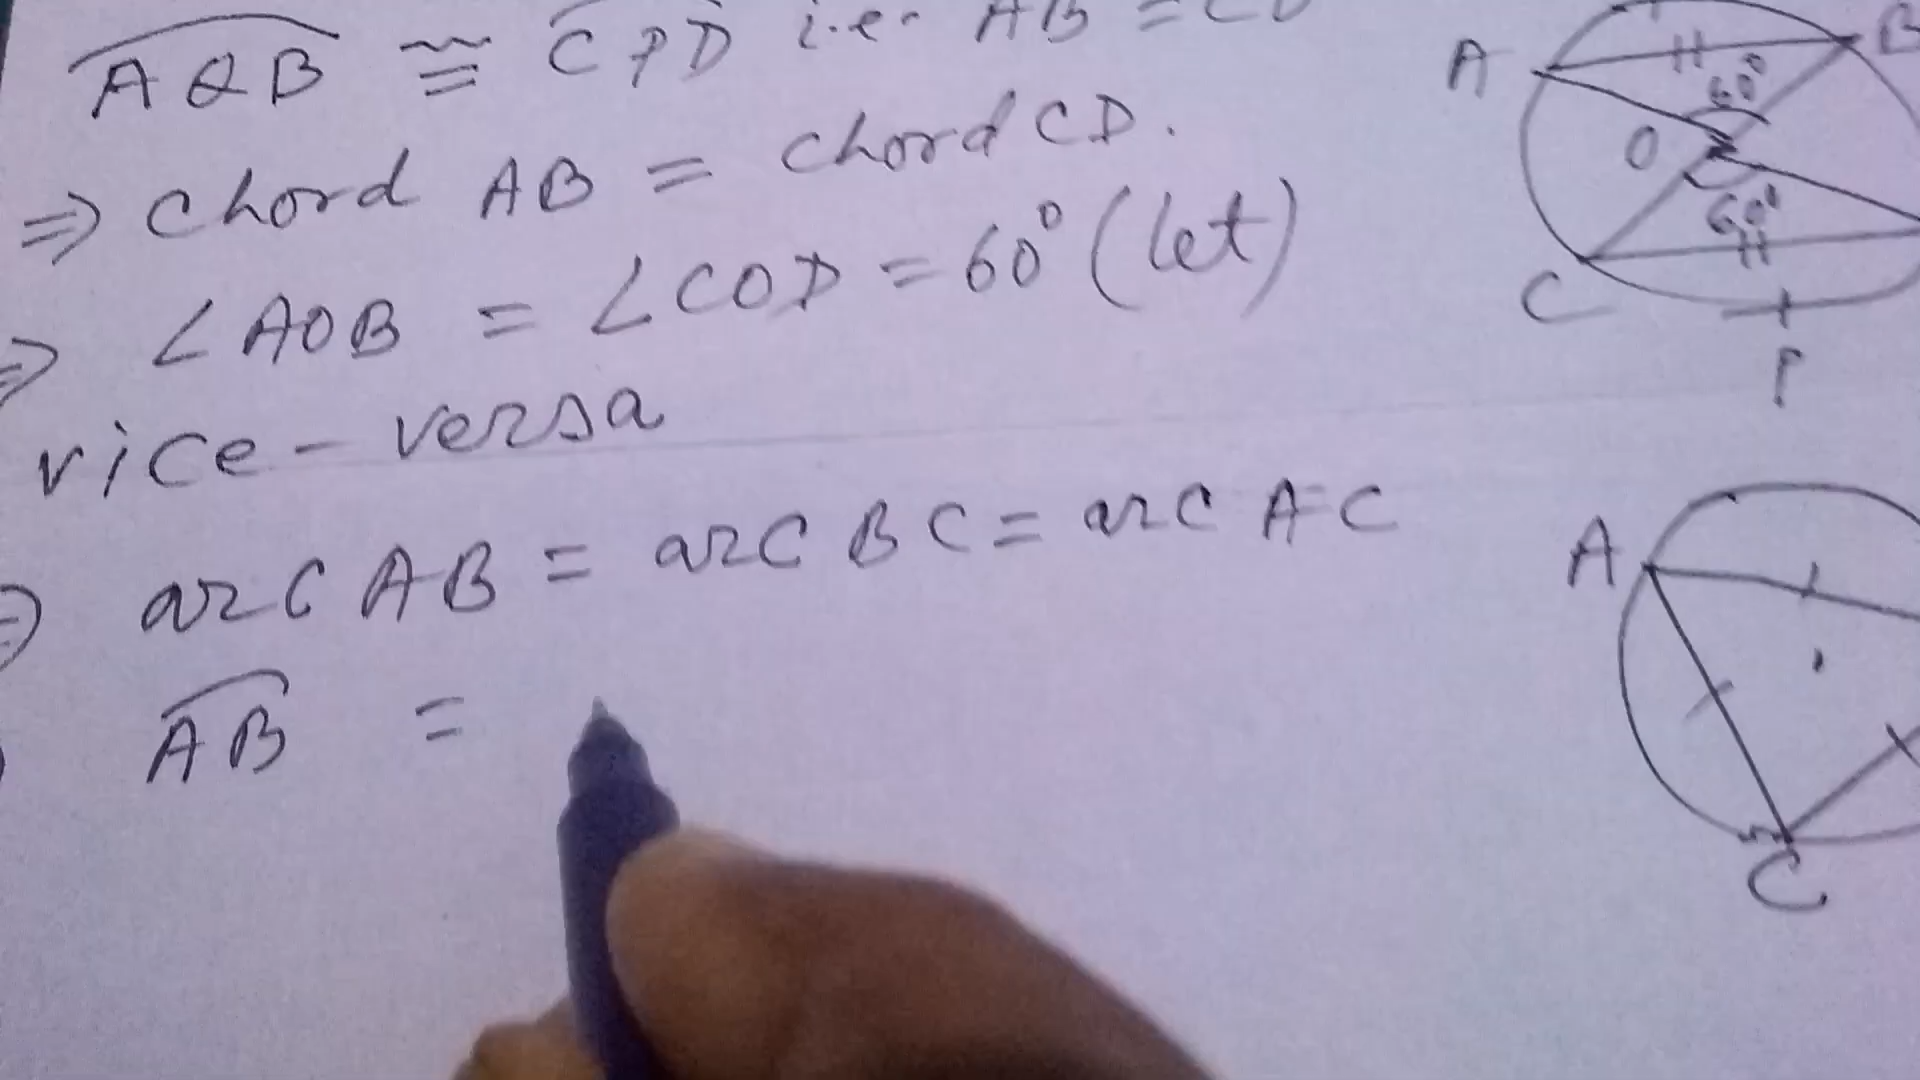 AQB ≅ CPD i.e. AB = CD
⇒ chord AB = chord CD.
⇒ ∠AOB = ∠COD = 60° (let)
vice-versa
⇒ arc AB = arc BC = arc AC
AB =
A
B
60°
O
60°
C
P
A
C